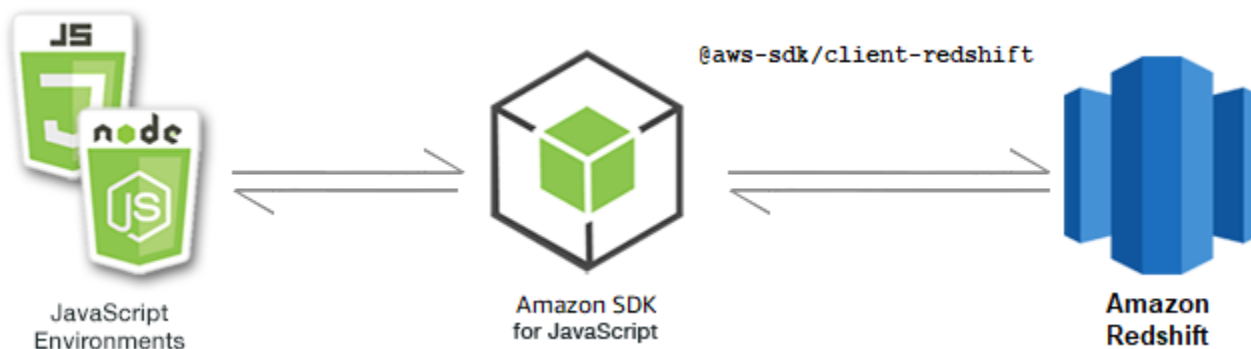 JS
node
JS
@aws-sdk/client-redshift
JavaScript
Environments
Amazon SDK
for JavaScript
Amazon
Redshift